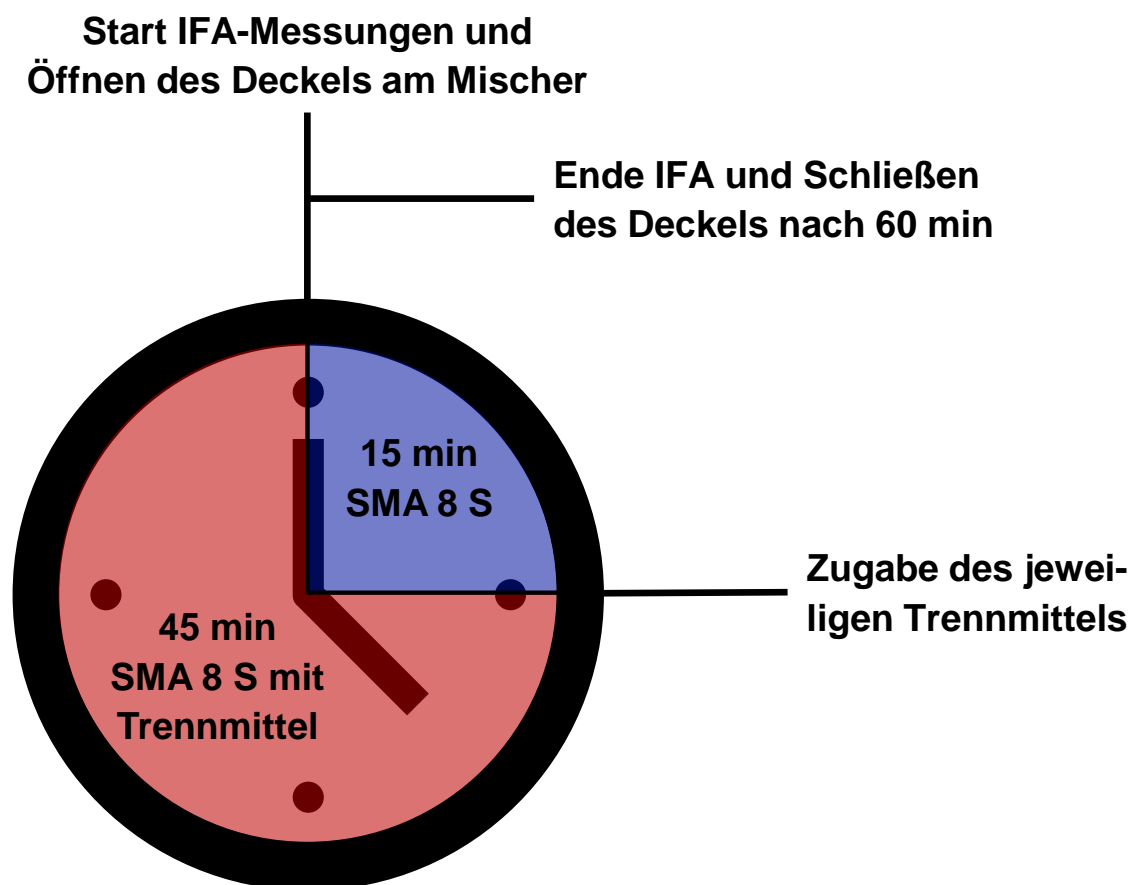 Start IFA-Messungen und
Öffnen des Deckels am Mischer
Ende IFA und Schließen
des Deckels nach 60 min
15 min
SMA 8 S
Zugabe des jewei-
ligen Trennmittels
45 min
SMA 8 S mit
Trennmittel